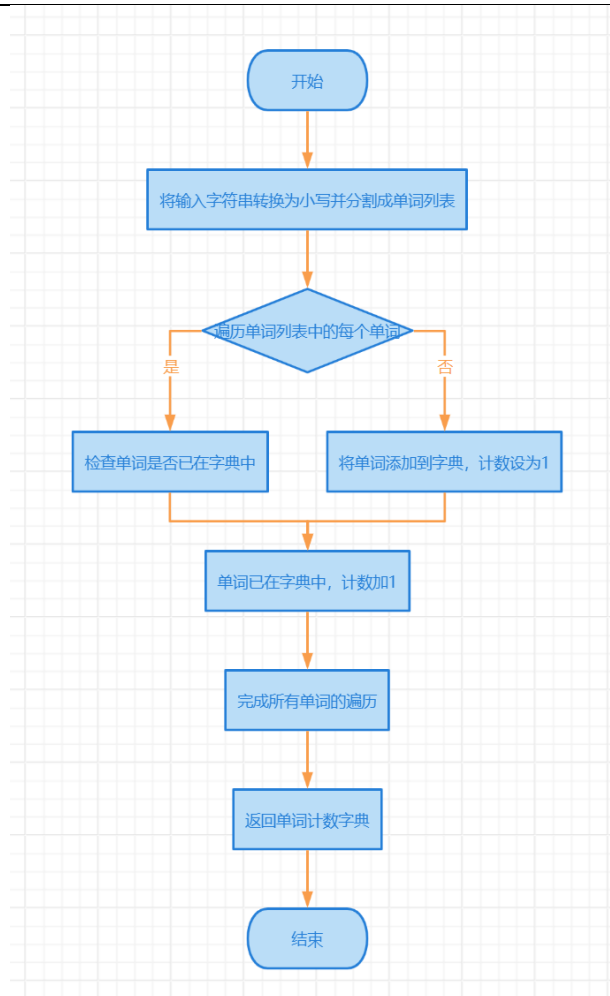 开始
将输入字符串转换为小写并分割成单词列表
遍历单词列表中的每个单词
是
否
检查单词是否已在字典中
将单词添加到字典，计数设为1
单词已在字典中，计数加1
完成所有单词的遍历
返回单词计数字典
结束